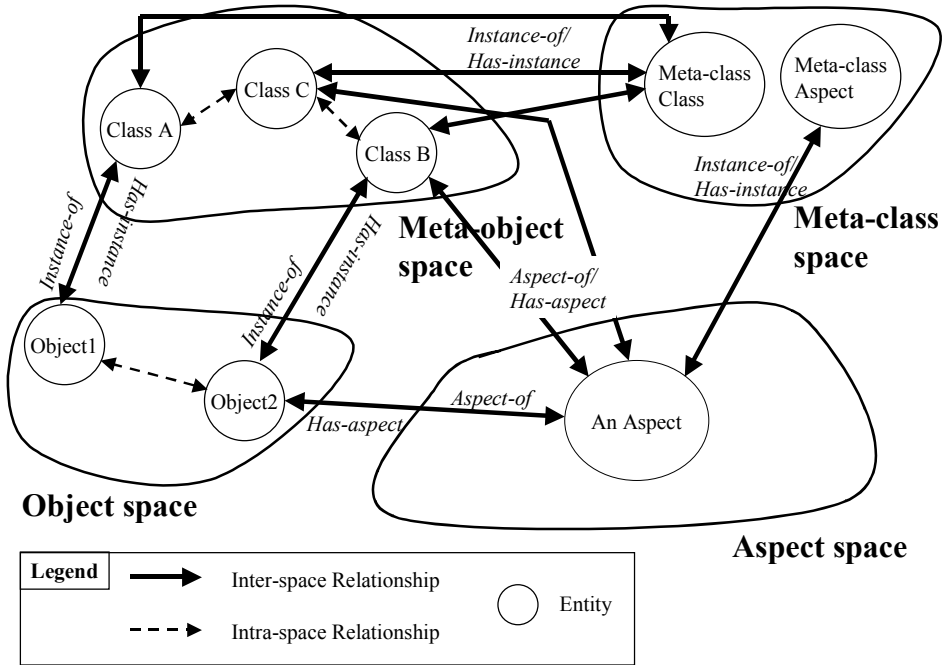 Instance-of/
Has-instance
Meta-class
Class
Meta-class
Aspect
Class C
Class A
Class B
Instance-of/
Has-instance
Meta-object
space
Meta-class
space
Instance-of
Has-instance
Instance-of
Has-instance
Aspect-of/
Has-aspect
Object1
Object2
Aspect-of
Has-aspect
An Aspect
Object space
Aspect space
Legend
Inter-space Relationship
Entity
Intra-space Relationship